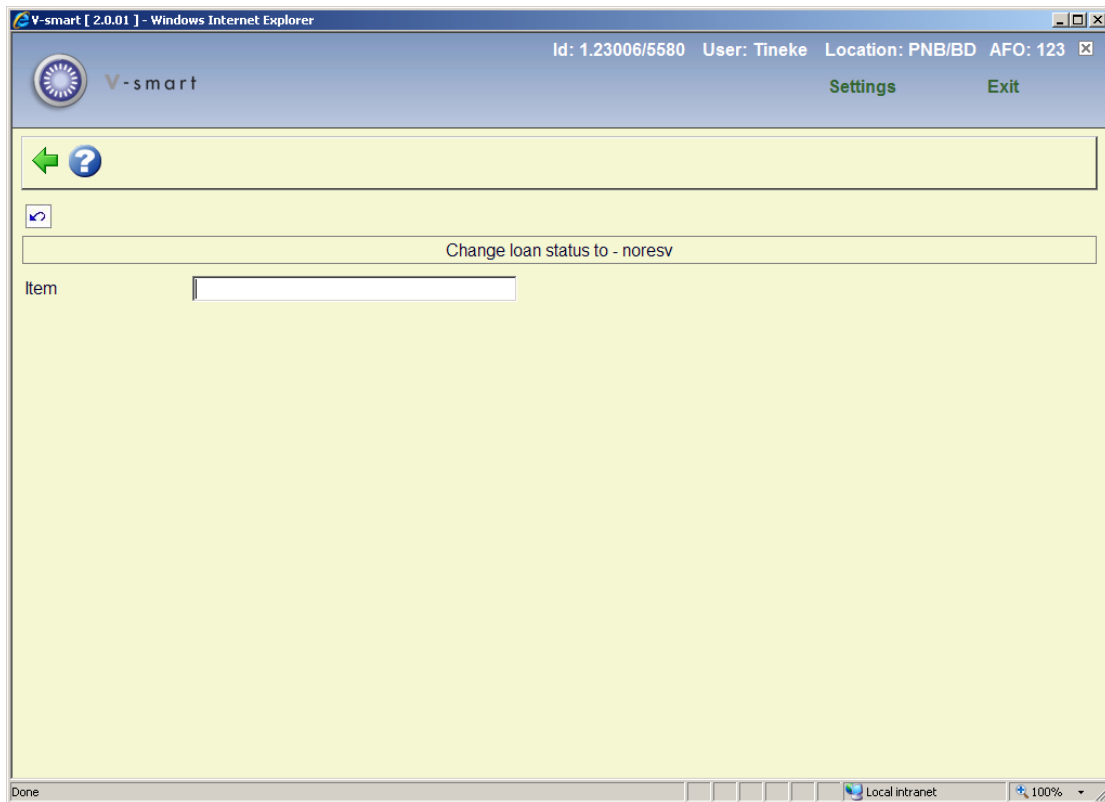 V-smart [ 2.0.01 ] - Windows Internet Explorer
Id: 1.23006/5580 User: Tineke Location: PNB/BD AFO: 123
V-smart
Settings Exit
?
Change loan status to - noresv
Item
Done Local intranet 100%